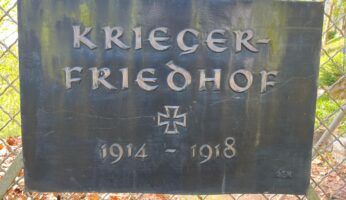 KRIEGER-
FRIEDHOF
1914 - 1918